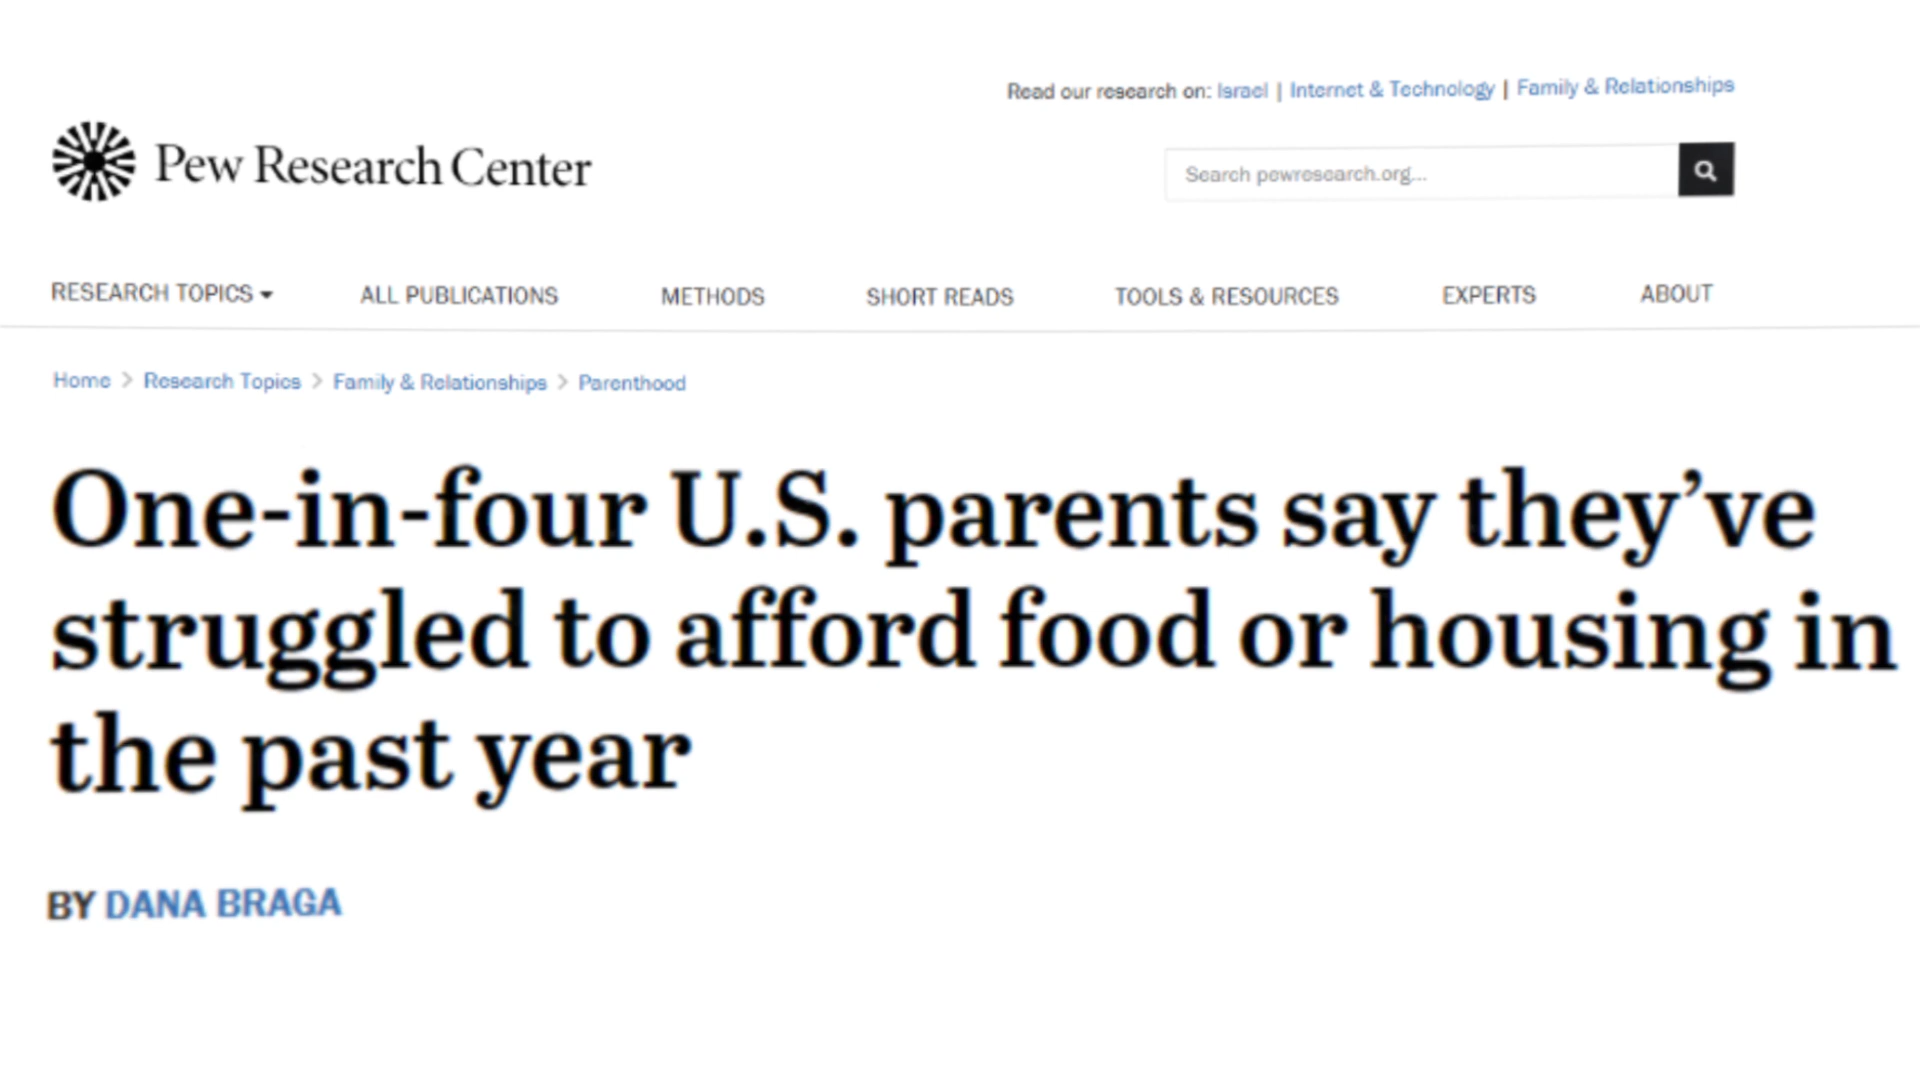 Read our research on: Israel | Internet & Technology | Family & Relationships
Pew Research Center
Search pewresearch.org...
RESEARCH TOPICS ALL PUBLICATIONS METHODS SHORT READS TOOLS & RESOURCES EXPERTS ABOUT
Home > Research Topics > Family & Relationships > Parenthood
One-in-four U.S. parents say they’ve
struggled to afford food or housing in
the past year
BY DANA BRAGA